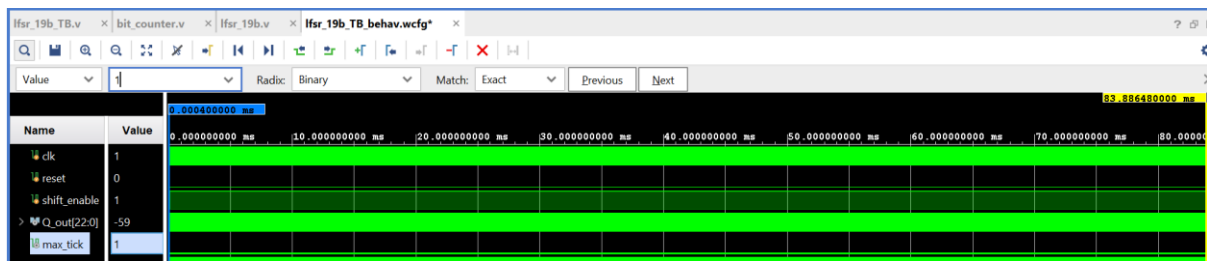 lfsr_19b_TB.v × bit_counter.v × lfsr_19b.v × lfsr_19b_TB_behav.wcfg* × ?
Value 1 Radix: Binary Match: Exact Previous Next
83.886480000 ms
0.000400000 ms
Name Value 0.000000000 ms 10.000000000 ms 20.000000000 ms 30.000000000 ms 40.000000000 ms 50.000000000 ms 60.000000000 ms 70.000000000 ms 80.0000
clk 1
reset 0
shift_enable 1
Q_out[22:0] -59
max_tick 1